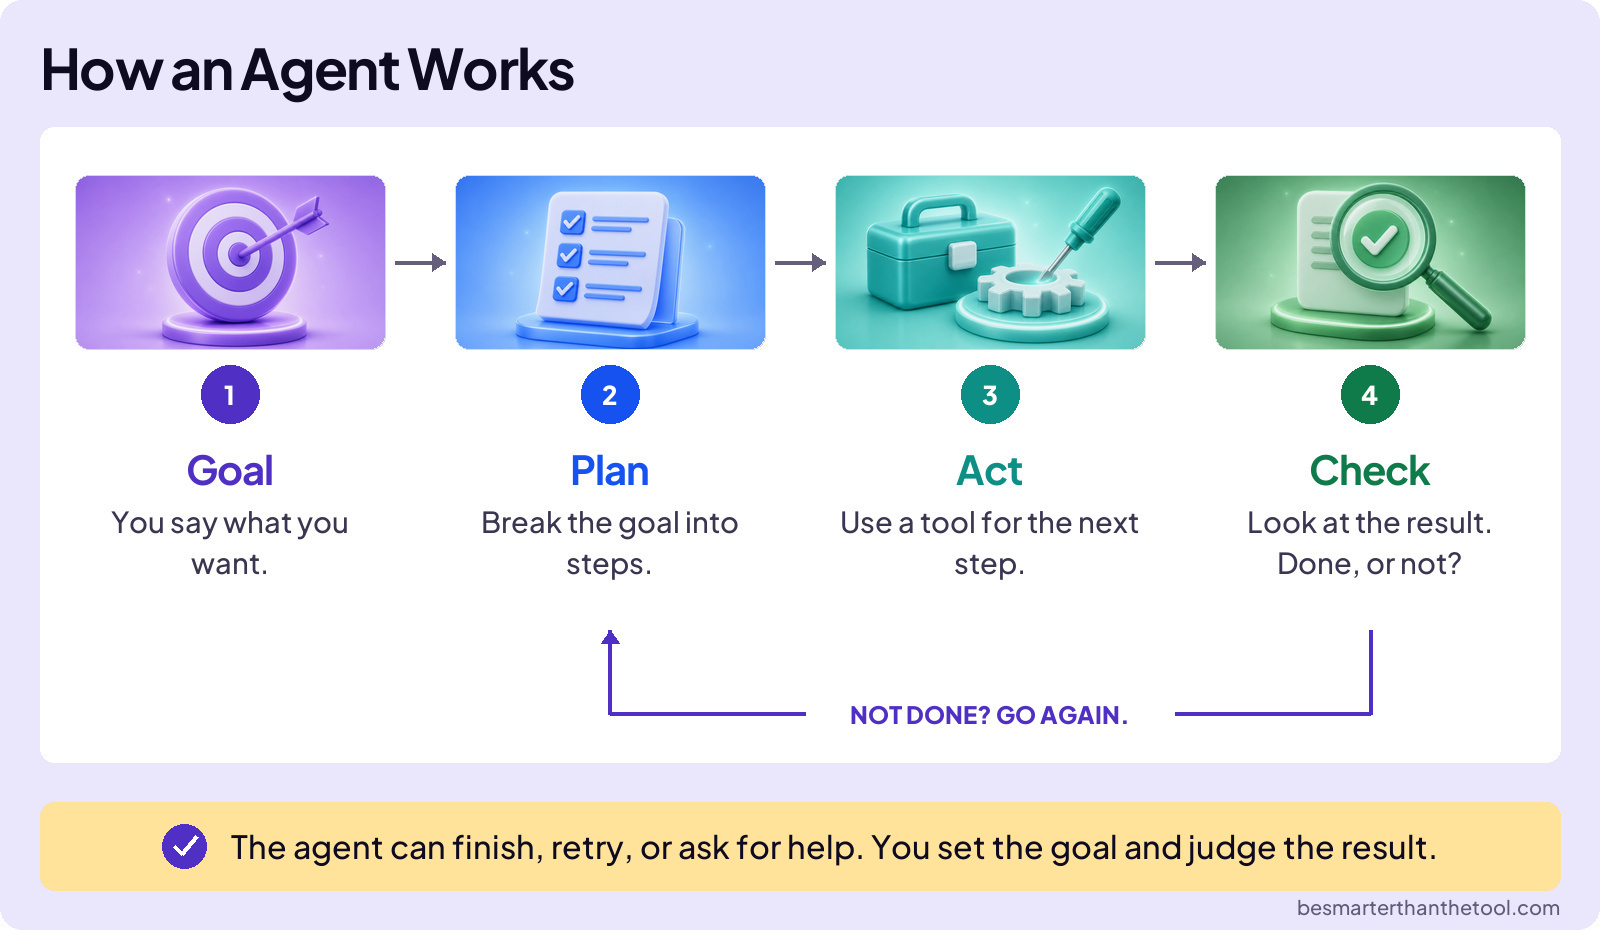 How an Agent Works
1
Goal
You say what you
want.
2
Plan
Break the goal into
steps.
3
Act
Use a tool for the next
step.
4
Check
Look at the result.
Done, or not?
NOT DONE? GO AGAIN.
The agent can finish, retry, or ask for help. You set the goal and judge the result.
besmarterthanthetool.com